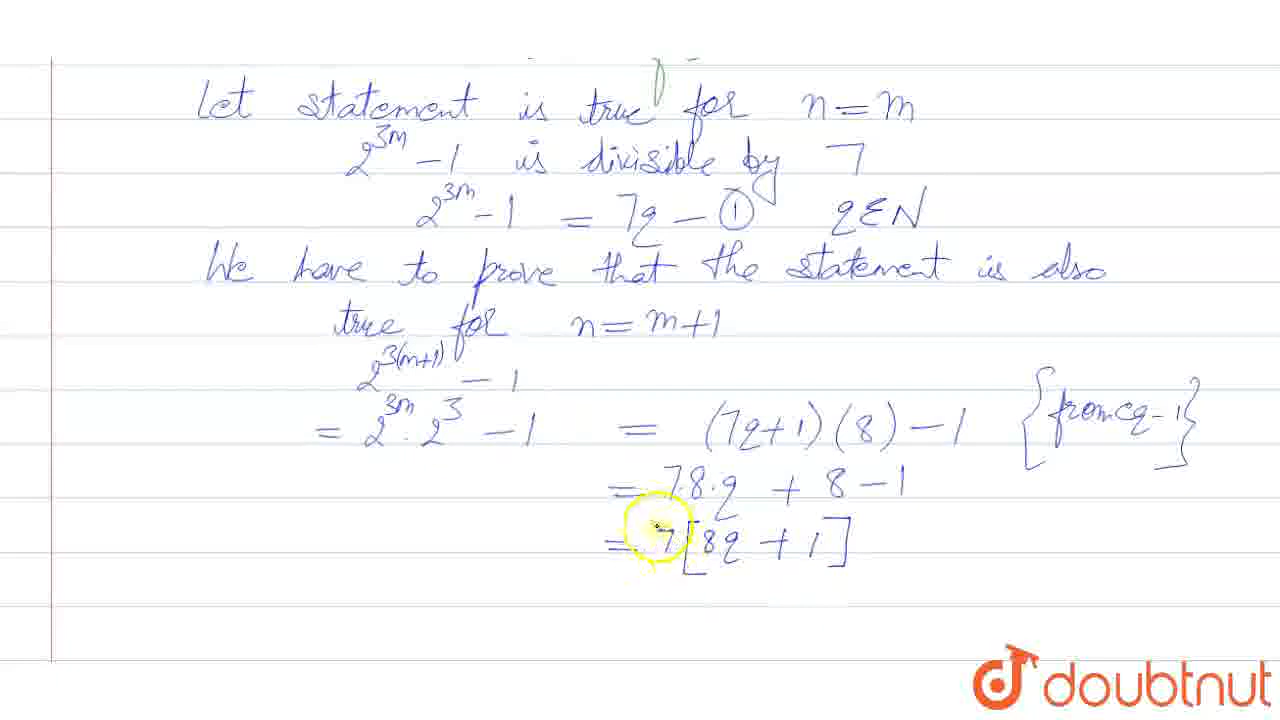 Let statement is true for n = m
2^{3m} - 1 is divisible by 7
2^{3m} - 1 = 7q - ① q ∈ N
We have to prove that the statement is also
true for n = m+1
2^{3(m+1)} - 1
= 2^{3m} . 2^3 - 1 = (7q+1) (8) - 1 {from eq - 1}
= 7.8.q + 8 - 1
= 7 [8q + 1]
doubtnut